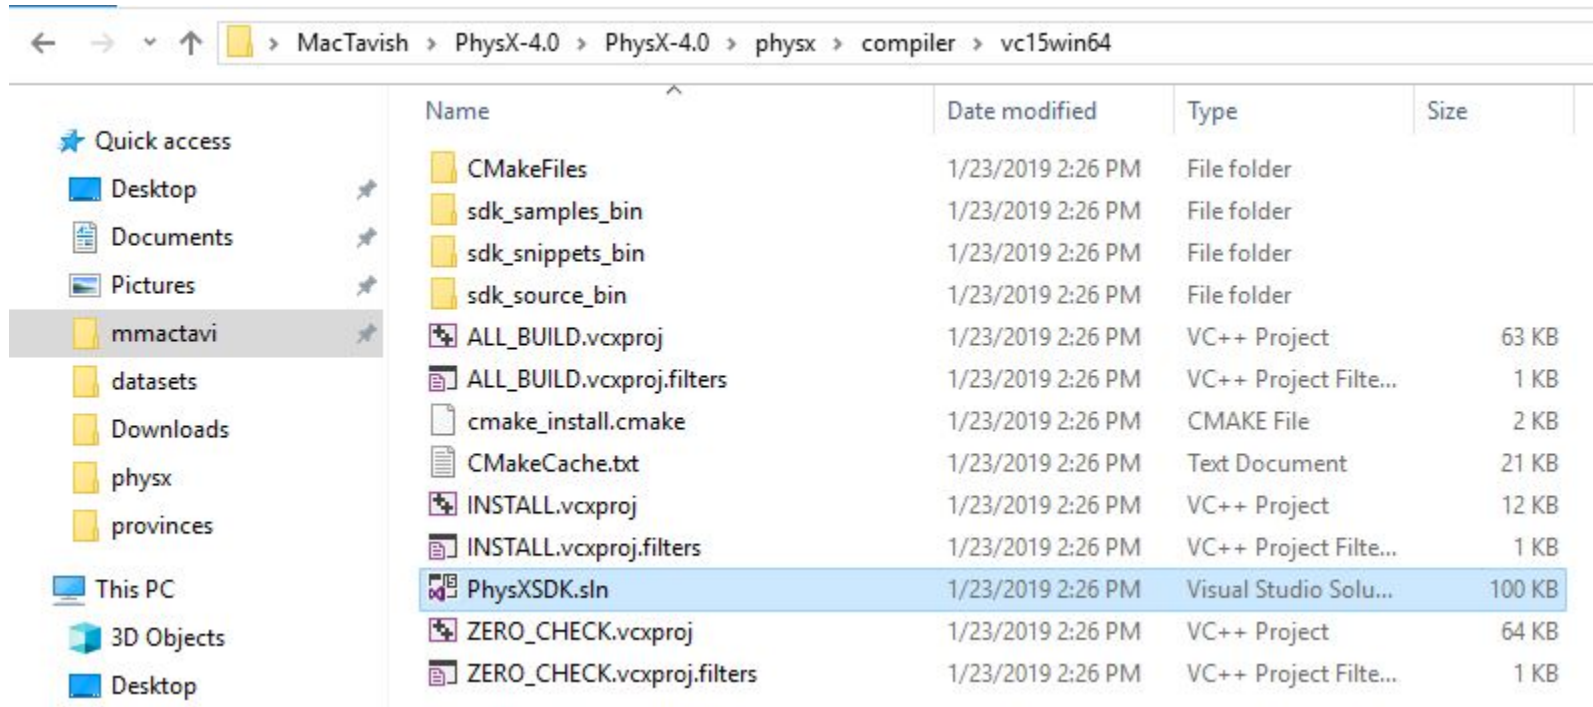 MacTavish > PhysX-4.0 > PhysX-4.0 > physx > compiler > vc15win64
Name Date modified Type Size
Quick access
Desktop
Documents
Pictures
mmactavi
datasets
Downloads
physx
provinces
This PC
3D Objects
Desktop
CMakeFiles 1/23/2019 2:26 PM File folder
sdk_samples_bin 1/23/2019 2:26 PM File folder
sdk_snippets_bin 1/23/2019 2:26 PM File folder
sdk_source_bin 1/23/2019 2:26 PM File folder
ALL_BUILD.vcxproj 1/23/2019 2:26 PM VC++ Project 63 KB
ALL_BUILD.vcxproj.filters 1/23/2019 2:26 PM VC++ Project Filte... 1 KB
cmake_install.cmake 1/23/2019 2:26 PM CMAKE File 2 KB
CMakeCache.txt 1/23/2019 2:26 PM Text Document 21 KB
INSTALL.vcxproj 1/23/2019 2:26 PM VC++ Project 12 KB
INSTALL.vcxproj.filters 1/23/2019 2:26 PM VC++ Project Filte... 1 KB
PhysXSDK.sln 1/23/2019 2:26 PM Visual Studio Solu... 100 KB
ZERO_CHECK.vcxproj 1/23/2019 2:26 PM VC++ Project 64 KB
ZERO_CHECK.vcxproj.filters 1/23/2019 2:26 PM VC++ Project Filte... 1 KB